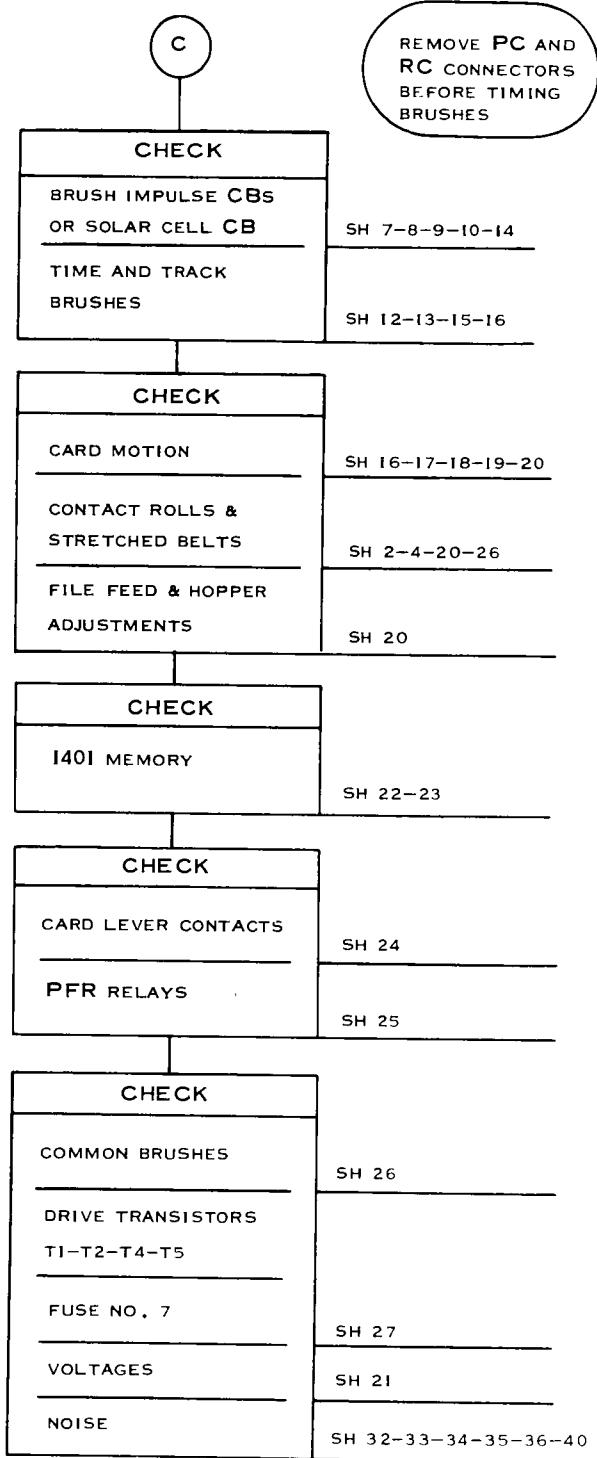 C
REMOVE PC AND
RC CONNECTORS
BEFORE TIMING
BRUSHES
CHECK
BRUSH IMPULSE CBs
OR SOLAR CELL CB
SH 7-8-9-10-14
TIME AND TRACK
BRUSHES
SH 12-13-15-16
CHECK
CARD MOTION
SH 16-17-18-19-20
CONTACT ROLLS &
STRETCHED BELTS
SH 2-4-20-26
FILE FEED & HOPPER
ADJUSTMENTS
SH 20
CHECK
1401 MEMORY
SH 22-23
CHECK
CARD LEVER CONTACTS
SH 24
PFR RELAYS
SH 25
CHECK
COMMON BRUSHES
SH 26
DRIVE TRANSISTORS
T1-T2-T4-T5
FUSE NO. 7
SH 27
VOLTAGES
SH 21
NOISE
SH 32-33-34-35-36-40